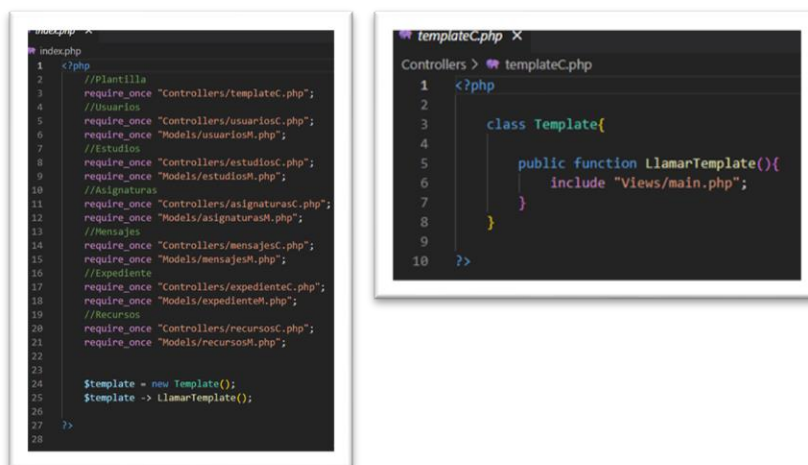 index.php ×
index.php
1 <?php
2 //Plantilla
3 require_once "Controllers/templateC.php";
4 //Usuarios
5 require_once "Controllers/usuariosC.php";
6 require_once "Models/usuariosM.php";
7 //Estudios
8 require_once "Controllers/estudiosC.php";
9 require_once "Models/estudiosM.php";
10 //Asignaturas
11 require_once "Controllers/asignaturasC.php";
12 require_once "Models/asignaturasM.php";
13 //Mensajes
14 require_once "Controllers/mensajesC.php";
15 require_once "Models/mensajesM.php";
16 //Expediente
17 require_once "Controllers/expedienteC.php";
18 require_once "Models/expedienteM.php";
19 //Recursos
20 require_once "Controllers/recursosC.php";
21 require_once "Models/recursosM.php";
22
23
24 $template = new Template();
25 $template -> LlamarTemplate();
26
27 ?>
28
templateC.php ×
Controllers > templateC.php
1 <?php
2
3 class Template{
4
5 public function LlamarTemplate(){
6 include "Views/main.php";
7 }
8 }
9
10 ?>